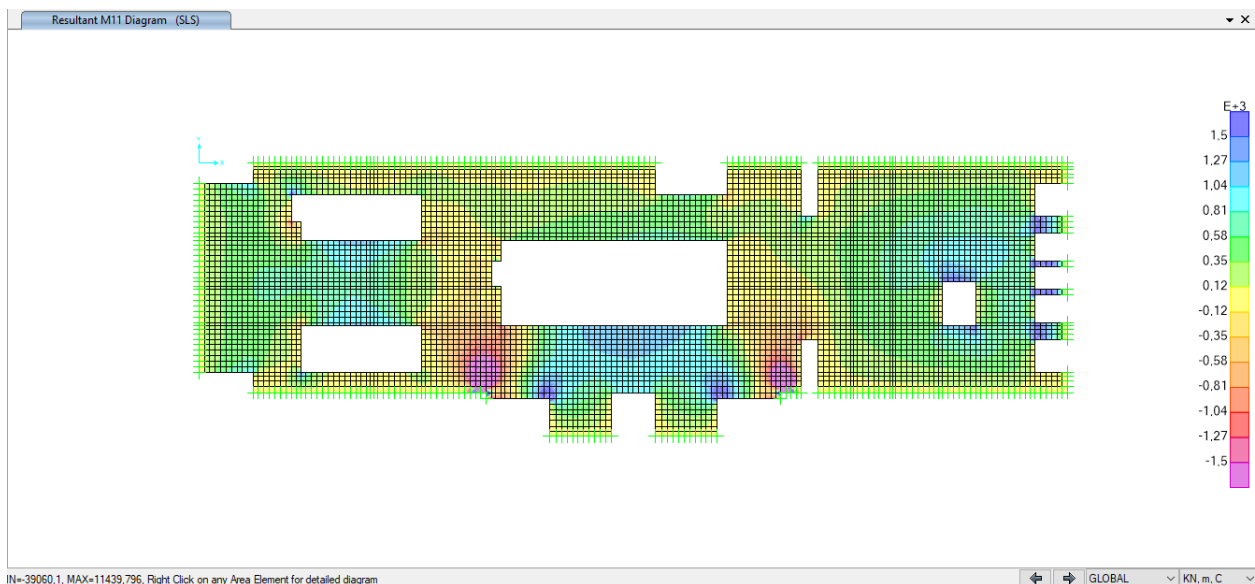 Resultant M11 Diagram (SLS)
E+3
1,5
1,27
1,04
0,81
0,58
0,35
0,12
-0,12
-0,35
-0,58
-0,81
-1,04
-1,27
-1,5
IN=-39060,1, MAX=11439,796, Right Click on any Area Element for detailed diagram
GLOBAL
KN, m, C